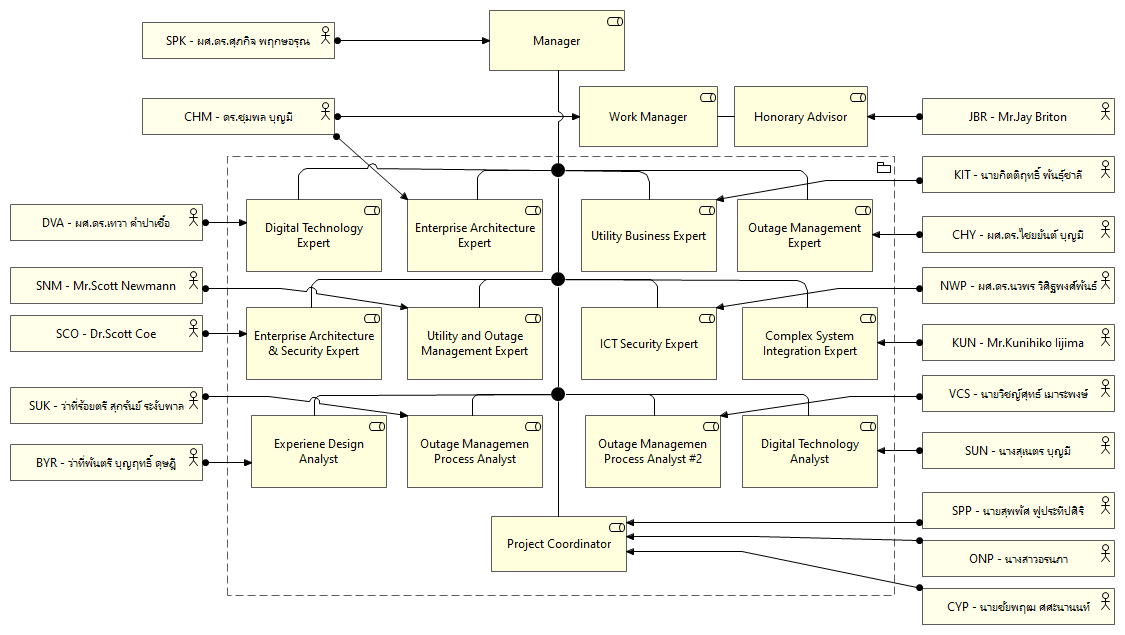 SPK - ผศ.ดร.ศุภกิจ พฤกษอรุณ
Manager
CHM - ดร.ชุมพล บุญมี
Work Manager
Honorary Advisor
JBR - Mr.Jay Briton
KIT - นายกิตติฤทธิ์ พันธุ์ชาลี
DVA - ผศ.ดร.เทวา คำปาเชื้อ
Digital Technology
Expert
Enterprise Architecture
Expert
Utility Business Expert
Outage Management
Expert
CHY - ผศ.ดร.ไชยยันต์ บุญมี
SNM - Mr.Scott Newmann
NWP - ผศ.ดร.นวพร วิสิฐพงศ์พันธ์
SCO - Dr.Scott Coe
Enterprise Architecture
& Security Expert
Utility and Outage
Management Expert
ICT Security Expert
Complex System
Integration Expert
KUN - Mr.Kunihiko Iijima
SUK - ว่าที่ร้อยตรี สุกรันย์ ระงับพาล
VCS - นายวิชญ์ศุทธ์ เมาระพงษ์
BYR - ว่าที่พันตรี บุญฤทธิ์ ดุษฎี
Experiene Design
Analyst
Outage Managemen
Process Analyst
Outage Managemen
Process Analyst #2
Digital Technology
Analyst
SUN - นางสุเนตร บุญมี
SPP - นายสุพพัศ ฟูประทีปศิริ
Project Coordinator
ONP - นางสาวอรนภา
CYP - นายชัยพฤฒ ศศะนานนท์